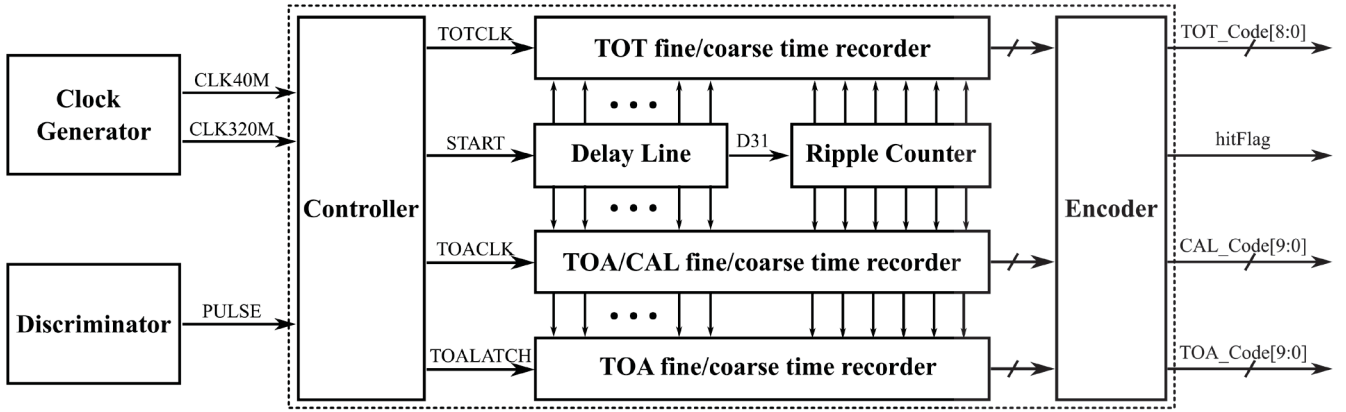 TOTCLK
TOT fine/coarse time recorder
TOT_Code[8:0]
CLK40M
Clock
Generator
CLK320M
START
Delay Line
D31
Ripple Counter
hitFlag
Controller
Encoder
TOACLK
TOA/CAL fine/coarse time recorder
CAL_Code[9:0]
Discriminator
PULSE
TOALATCH
TOA fine/coarse time recorder
TOA_Code[9:0]